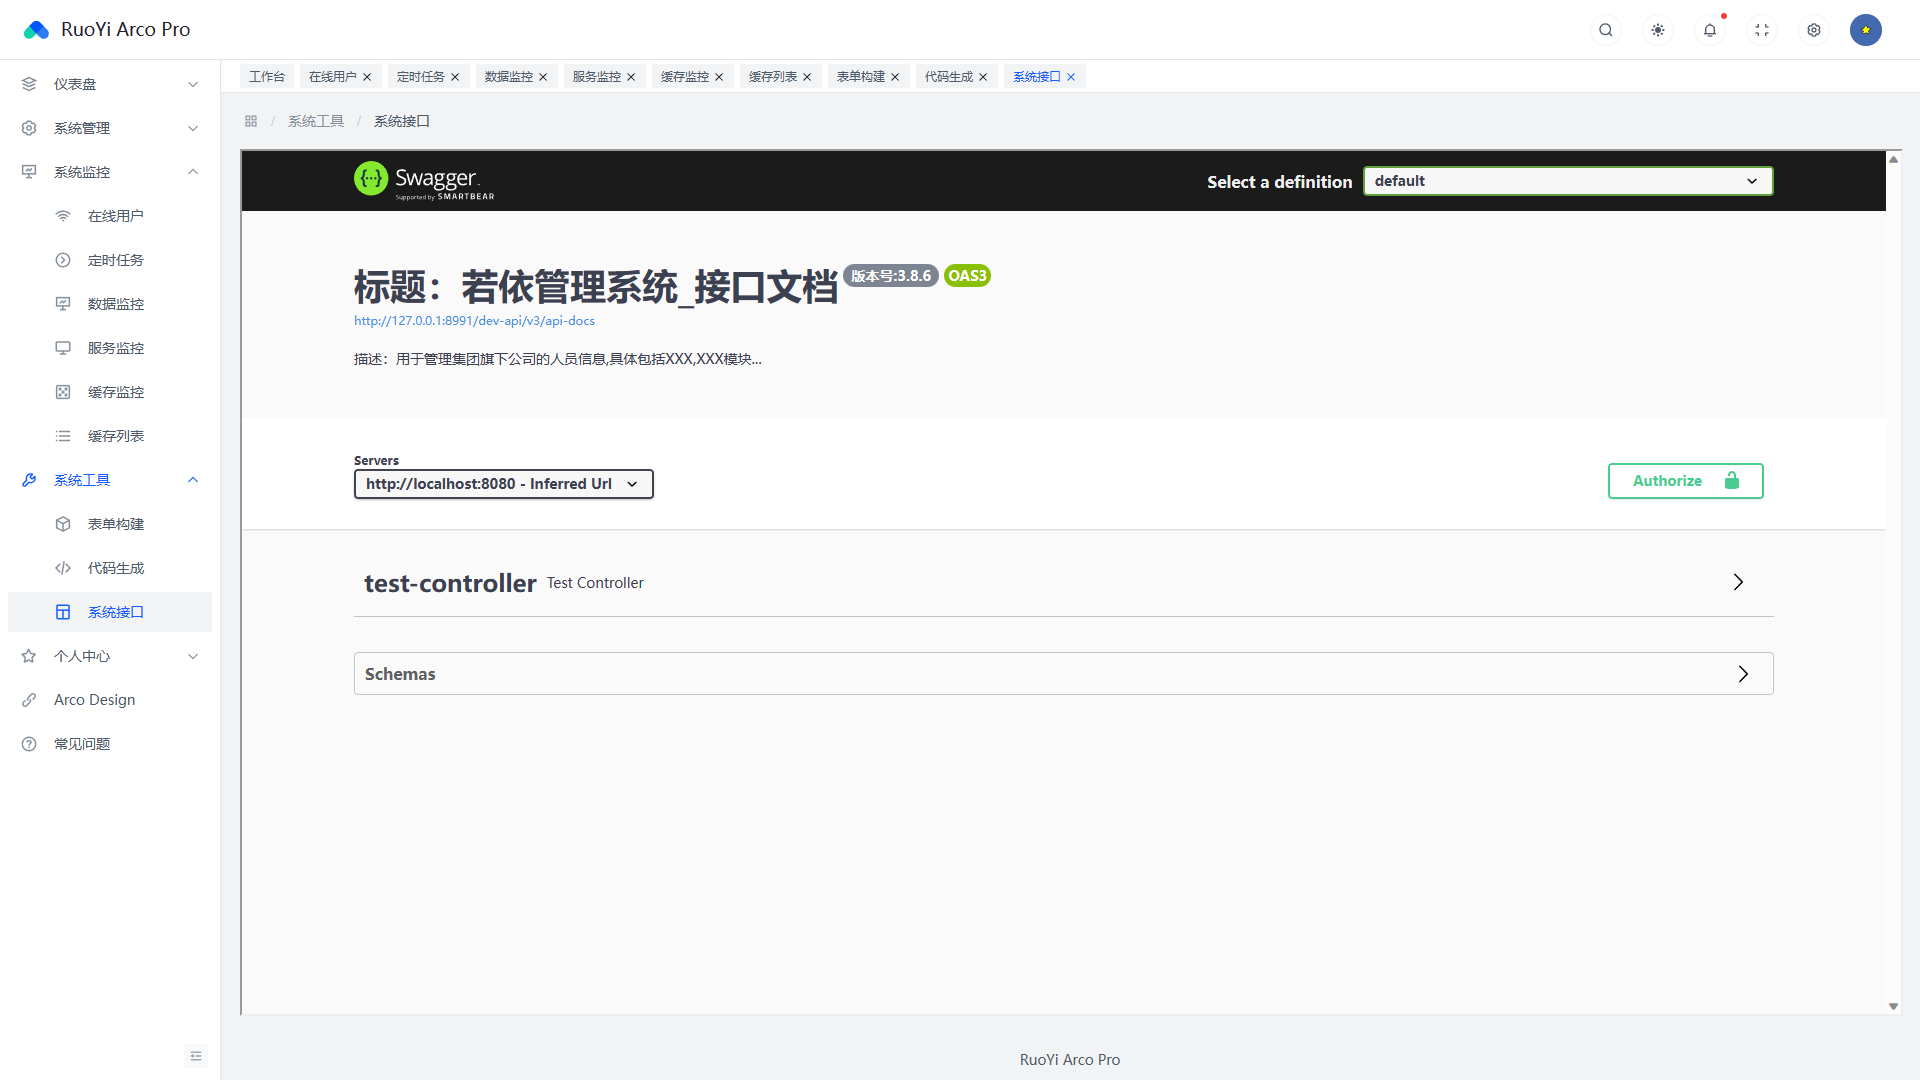 RuoYi Arco Pro
仪表盘
系统管理
系统监控
在线用户
定时任务
数据监控
服务监控
缓存监控
缓存列表
系统工具
表单构建
代码生成
系统接口
个人中心
Arco Design
常见问题
工作台 在线用户 定时任务 数据监控 服务监控 缓存监控 缓存列表 表单构建 代码生成 系统接口
/ 系统工具 / 系统接口
Swagger
Supported by SMARTBEAR
Select a definition default
标题：若依管理系统_接口文档 版本号:3.8.6 OAS3
http://127.0.0.1:8991/dev-api/v3/api-docs
描述：用于管理集团旗下公司的人员信息,具体包括XXX,XXX模块...
Servers
http://localhost:8080 - Inferred Url
Authorize
test-controller Test Controller
Schemas
RuoYi Arco Pro